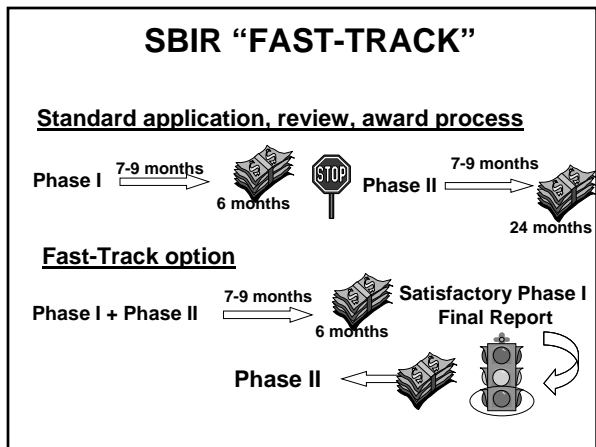 SBIR “FAST-TRACK”
Standard application, review, award process
Phase I
7-9 months
6 months
STOP
Phase II
7-9 months
24 months
Fast-Track option
Phase I + Phase II
7-9 months
6 months
Satisfactory Phase I
Final Report
Phase II